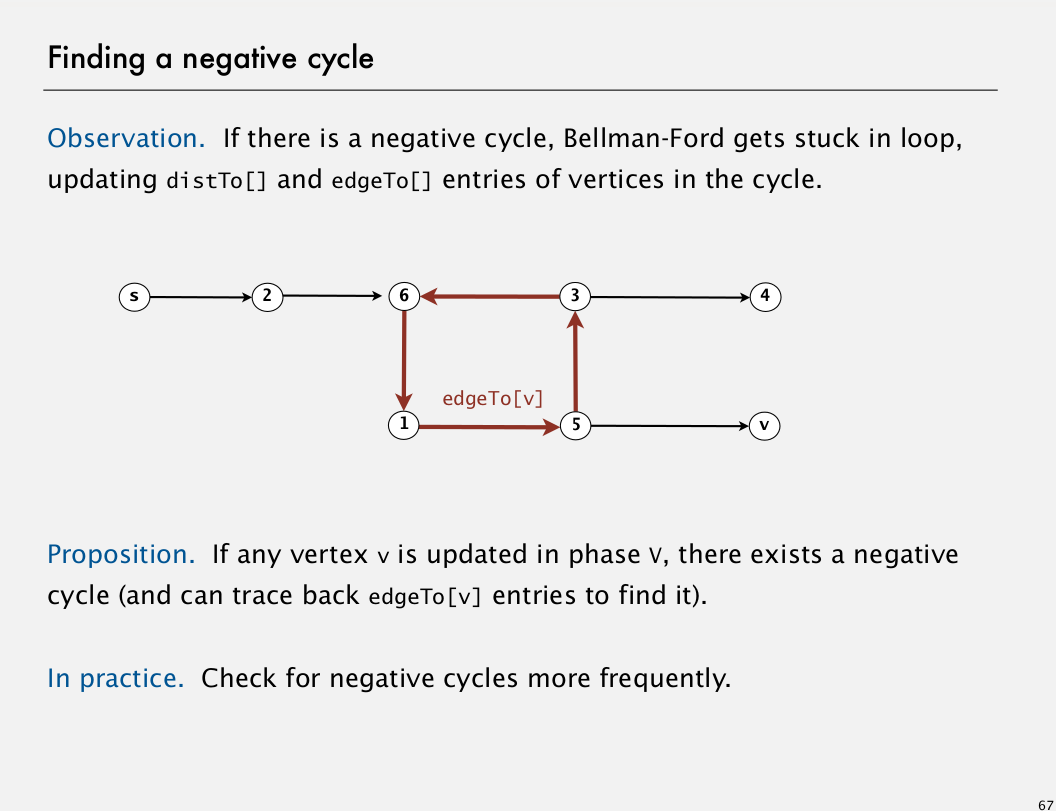 Finding a negative cycle
Observation. If there is a negative cycle, Bellman-Ford gets stuck in loop,
updating distTo[] and edgeTo[] entries of vertices in the cycle.
s 2 6 3 4
edgeTo[v]
1 5 v
Proposition. If any vertex v is updated in phase V, there exists a negative
cycle (and can trace back edgeTo[v] entries to find it).
In practice. Check for negative cycles more frequently.
67